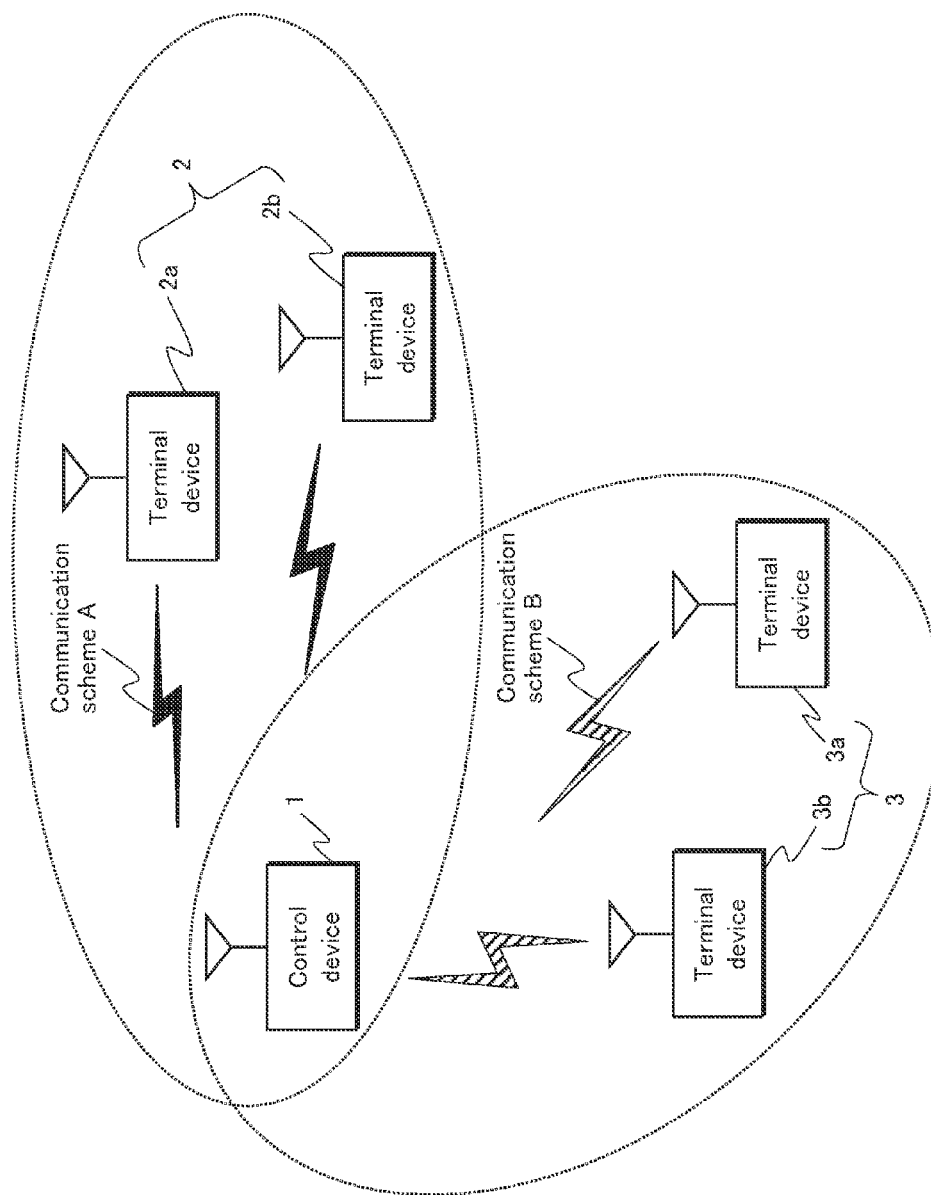 Communication
scheme A
Terminal
device
2a
2
2b
Terminal
device
1
Control
device
Communication
scheme B
Terminal
device
3a
3b
3
Terminal
device